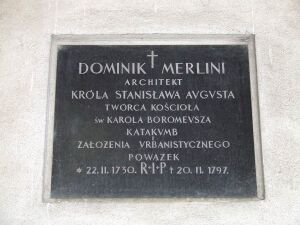 DOMINIK MERLINI
ARCHITEKT
KRÓLA STANISŁAWA AVGVSTA
TWÓRCA KOŚCIOŁA
ŚW KAROLA BOROMEVSZA
KATAKVMB
I
ZAŁOŻENIA VRBANISTYCZNEGO
POWĄZEK
* 22.II.1730. R·I·P † 20.II.1797.